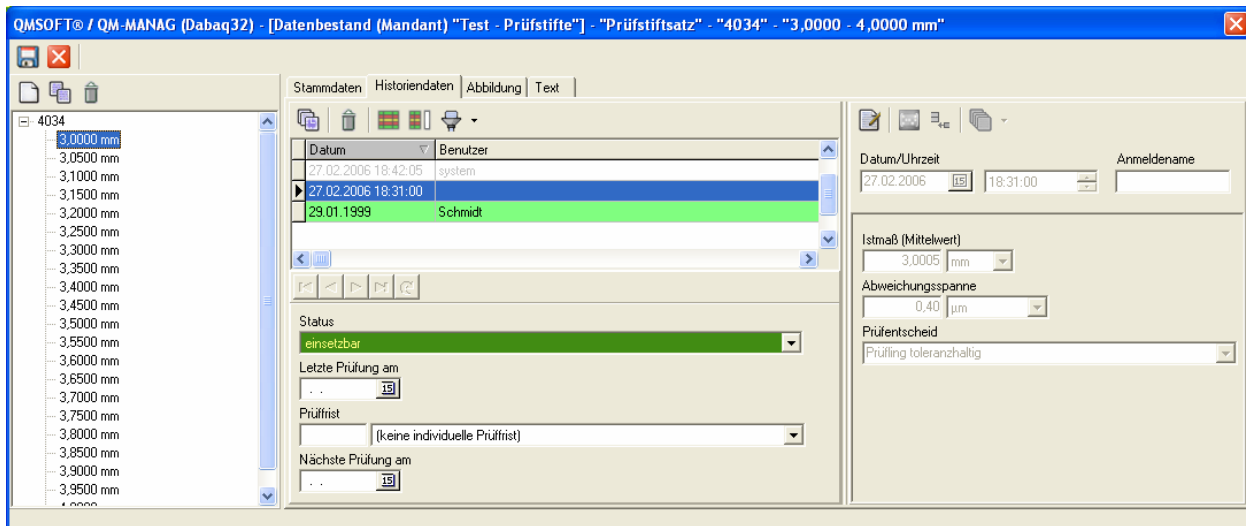 QMSOFT® / QM-MANAG (Dabaq32) - [Datenbestand (Mandant) "Test - Prüfstifte"] - "Prüfstiftsatz" - "4034" - "3,0000 - 4,0000 mm"
4034
3,0000 mm
3,0500 mm
3,1000 mm
3,1500 mm
3,2000 mm
3,2500 mm
3,3000 mm
3,3500 mm
3,4000 mm
3,4500 mm
3,5000 mm
3,5500 mm
3,6000 mm
3,6500 mm
3,7000 mm
3,7500 mm
3,8000 mm
3,8500 mm
3,9000 mm
3,9500 mm
Stammdaten Historiendaten Abbildung Text
Datum Benutzer
27.02.2006 18:42:05 system
27.02.2006 18:31:00
29.01.1999 Schmidt
Status
einsetzbar
Letzte Prüfung am
. . 15
Prüffrist
(keine individuelle Prüffrist)
Nächste Prüfung am
. . 15
Datum/Uhrzeit Anmeldename
27.02.2006 15 18:31:00
Istmaß (Mittelwert)
3,0005 mm
Abweichungsspanne
0,40 µm
Prüfentscheid
Prüfling toleranzhaltig